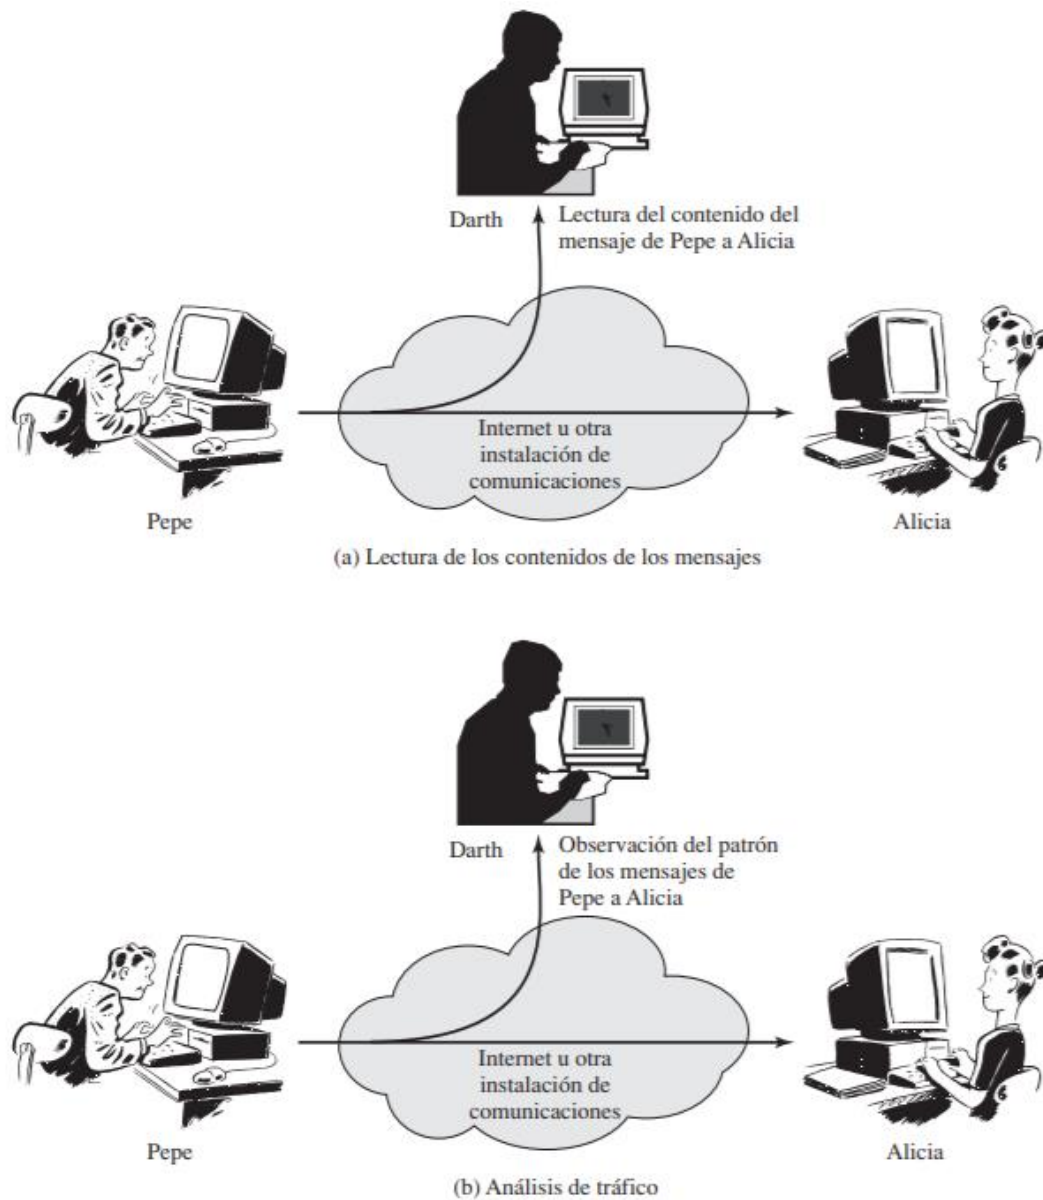 Darth
Lectura del contenido del
mensaje de Pepe a Alicia
Internet u otra
instalación de
comunicaciones
Pepe
Alicia
(a) Lectura de los contenidos de los mensajes
Darth
Observación del patrón
de los mensajes de
Pepe a Alicia
Internet u otra
instalación de
comunicaciones
Pepe
Alicia
(b) Análisis de tráfico